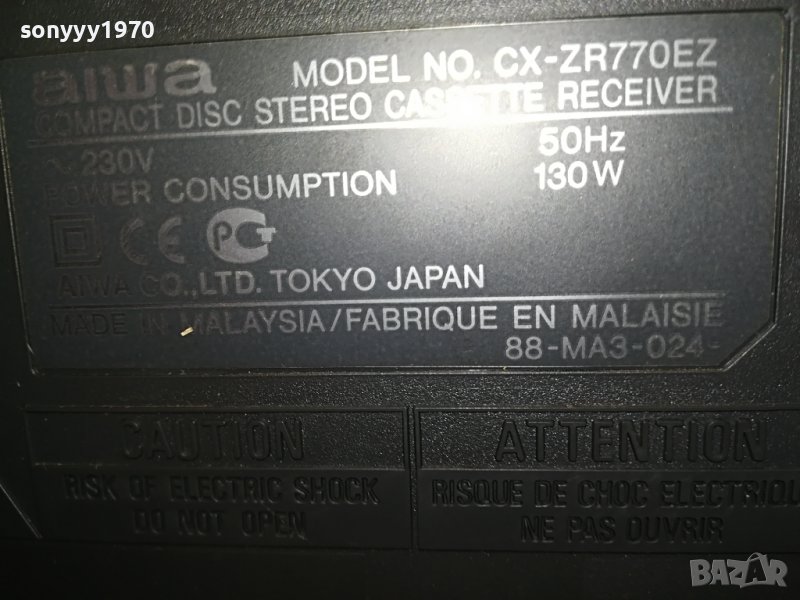 sonyyy1970
aiwa MODEL NO. CX-ZR770EZ
COMPACT DISC STEREO CASSETTE RECEIVER
~ 230V 50Hz
POWER CONSUMPTION 130W
CE PCT
AIWA CO.,LTD. TOKYO JAPAN
MADE IN MALAYSIA/FABRIQUE EN MALAISIE
88-MA3-024-
CAUTION
RISK OF ELECTRIC SHOCK
DO NOT OPEN
ATTENTION
RISQUE DE CHOC ELECTRIQUE
NE PAS OUVRIR
BAZAR